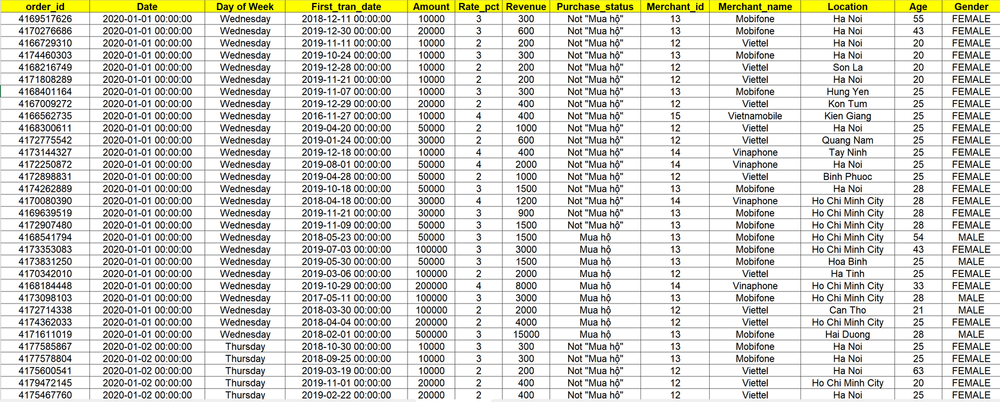 order_id Date Day of Week First_tran_date Amount Rate_pct Revenue Purchase_status Merchant_id Merchant_name Location Age Gender
4169517626 2020-01-01 00:00:00 Wednesday 2018-12-11 00:00:00 10000 3 300 Not "Mua hộ" 13 Mobifone Ha Noi 55 FEMALE
4170276686 2020-01-01 00:00:00 Wednesday 2019-12-30 00:00:00 20000 3 600 Not "Mua hộ" 13 Mobifone Ha Noi 43 FEMALE
4166729310 2020-01-01 00:00:00 Wednesday 2019-11-11 00:00:00 10000 2 200 Not "Mua hộ" 12 Viettel Ha Noi 20 FEMALE
4174460303 2020-01-01 00:00:00 Wednesday 2019-10-24 00:00:00 10000 3 300 Not "Mua hộ" 13 Mobifone Ha Noi 20 FEMALE
4168216749 2020-01-01 00:00:00 Wednesday 2019-12-28 00:00:00 10000 2 200 Not "Mua hộ" 12 Viettel Son La 20 FEMALE
4171808289 2020-01-01 00:00:00 Wednesday 2019-11-21 00:00:00 10000 2 200 Not "Mua hộ" 12 Viettel Ha Noi 20 FEMALE
4168401164 2020-01-01 00:00:00 Wednesday 2019-11-07 00:00:00 10000 3 300 Not "Mua hộ" 13 Mobifone Hung Yen 25 FEMALE
4167009272 2020-01-01 00:00:00 Wednesday 2019-12-29 00:00:00 20000 2 400 Not "Mua hộ" 12 Viettel Kon Tum 25 FEMALE
4166562735 2020-01-01 00:00:00 Wednesday 2016-11-27 00:00:00 10000 4 400 Not "Mua hộ" 15 Vietnamobile Kien Giang 25 FEMALE
4168300611 2020-01-01 00:00:00 Wednesday 2019-04-20 00:00:00 50000 2 1000 Not "Mua hộ" 12 Viettel Ha Noi 25 FEMALE
4172775542 2020-01-01 00:00:00 Wednesday 2019-01-24 00:00:00 30000 2 600 Not "Mua hộ" 12 Viettel Quang Nam 25 FEMALE
4173144327 2020-01-01 00:00:00 Wednesday 2019-12-18 00:00:00 10000 4 400 Not "Mua hộ" 14 Vinaphone Tay Ninh 25 FEMALE
4172250872 2020-01-01 00:00:00 Wednesday 2019-08-01 00:00:00 50000 4 2000 Not "Mua hộ" 14 Vinaphone Ha Noi 25 FEMALE
4172898831 2020-01-01 00:00:00 Wednesday 2019-04-28 00:00:00 50000 2 1000 Not "Mua hộ" 12 Viettel Binh Phuoc 25 FEMALE
4174262889 2020-01-01 00:00:00 Wednesday 2019-10-18 00:00:00 50000 3 1500 Not "Mua hộ" 13 Mobifone Ha Noi 28 FEMALE
4170080390 2020-01-01 00:00:00 Wednesday 2018-04-18 00:00:00 30000 4 1200 Not "Mua hộ" 14 Vinaphone Ho Chi Minh City 28 FEMALE
4169639519 2020-01-01 00:00:00 Wednesday 2019-11-21 00:00:00 30000 3 900 Not "Mua hộ" 13 Mobifone Ho Chi Minh City 28 FEMALE
4172907480 2020-01-01 00:00:00 Wednesday 2019-11-09 00:00:00 50000 3 1500 Not "Mua hộ" 13 Mobifone Ho Chi Minh City 28 FEMALE
4168541794 2020-01-01 00:00:00 Wednesday 2018-05-23 00:00:00 50000 3 1500 Mua hộ 13 Mobifone Ho Chi Minh City 54 MALE
4173353083 2020-01-01 00:00:00 Wednesday 2019-07-03 00:00:00 100000 3 3000 Mua hộ 13 Mobifone Ho Chi Minh City 43 FEMALE
4173831250 2020-01-01 00:00:00 Wednesday 2019-05-30 00:00:00 50000 3 1500 Mua hộ 13 Mobifone Hoa Binh 25 MALE
4170342010 2020-01-01 00:00:00 Wednesday 2019-03-06 00:00:00 100000 2 2000 Mua hộ 12 Viettel Ha Tinh 25 FEMALE
4168184448 2020-01-01 00:00:00 Wednesday 2019-10-29 00:00:00 200000 4 8000 Mua hộ 14 Vinaphone Ho Chi Minh City 33 FEMALE
4173098103 2020-01-01 00:00:00 Wednesday 2017-05-11 00:00:00 100000 3 3000 Mua hộ 13 Mobifone Ho Chi Minh City 28 MALE
4172714338 2020-01-01 00:00:00 Wednesday 2018-03-30 00:00:00 100000 2 2000 Mua hộ 12 Viettel Can Tho 21 MALE
4174362033 2020-01-01 00:00:00 Wednesday 2018-04-04 00:00:00 200000 2 4000 Mua hộ 12 Viettel Ho Chi Minh City 25 FEMALE
4171611019 2020-01-01 00:00:00 Wednesday 2018-02-01 00:00:00 500000 3 15000 Mua hộ 13 Mobifone Hai Duong 28 MALE
4177585867 2020-01-02 00:00:00 Thursday 2018-10-30 00:00:00 10000 3 300 Not "Mua hộ" 13 Mobifone Ha Noi 25 FEMALE
4177578804 2020-01-02 00:00:00 Thursday 2018-09-25 00:00:00 10000 3 300 Not "Mua hộ" 13 Mobifone Ha Noi 25 FEMALE
4175600541 2020-01-02 00:00:00 Thursday 2019-03-19 00:00:00 10000 2 200 Not "Mua hộ" 12 Viettel Ha Noi 63 FEMALE
4179472145 2020-01-02 00:00:00 Thursday 2019-11-01 00:00:00 20000 2 400 Not "Mua hộ" 12 Viettel Ho Chi Minh City 20 FEMALE
4175467760 2020-01-02 00:00:00 Thursday 2019-02-22 00:00:00 20000 2 400 Not "Mua hộ" 12 Viettel Ha Noi 25 FEMALE